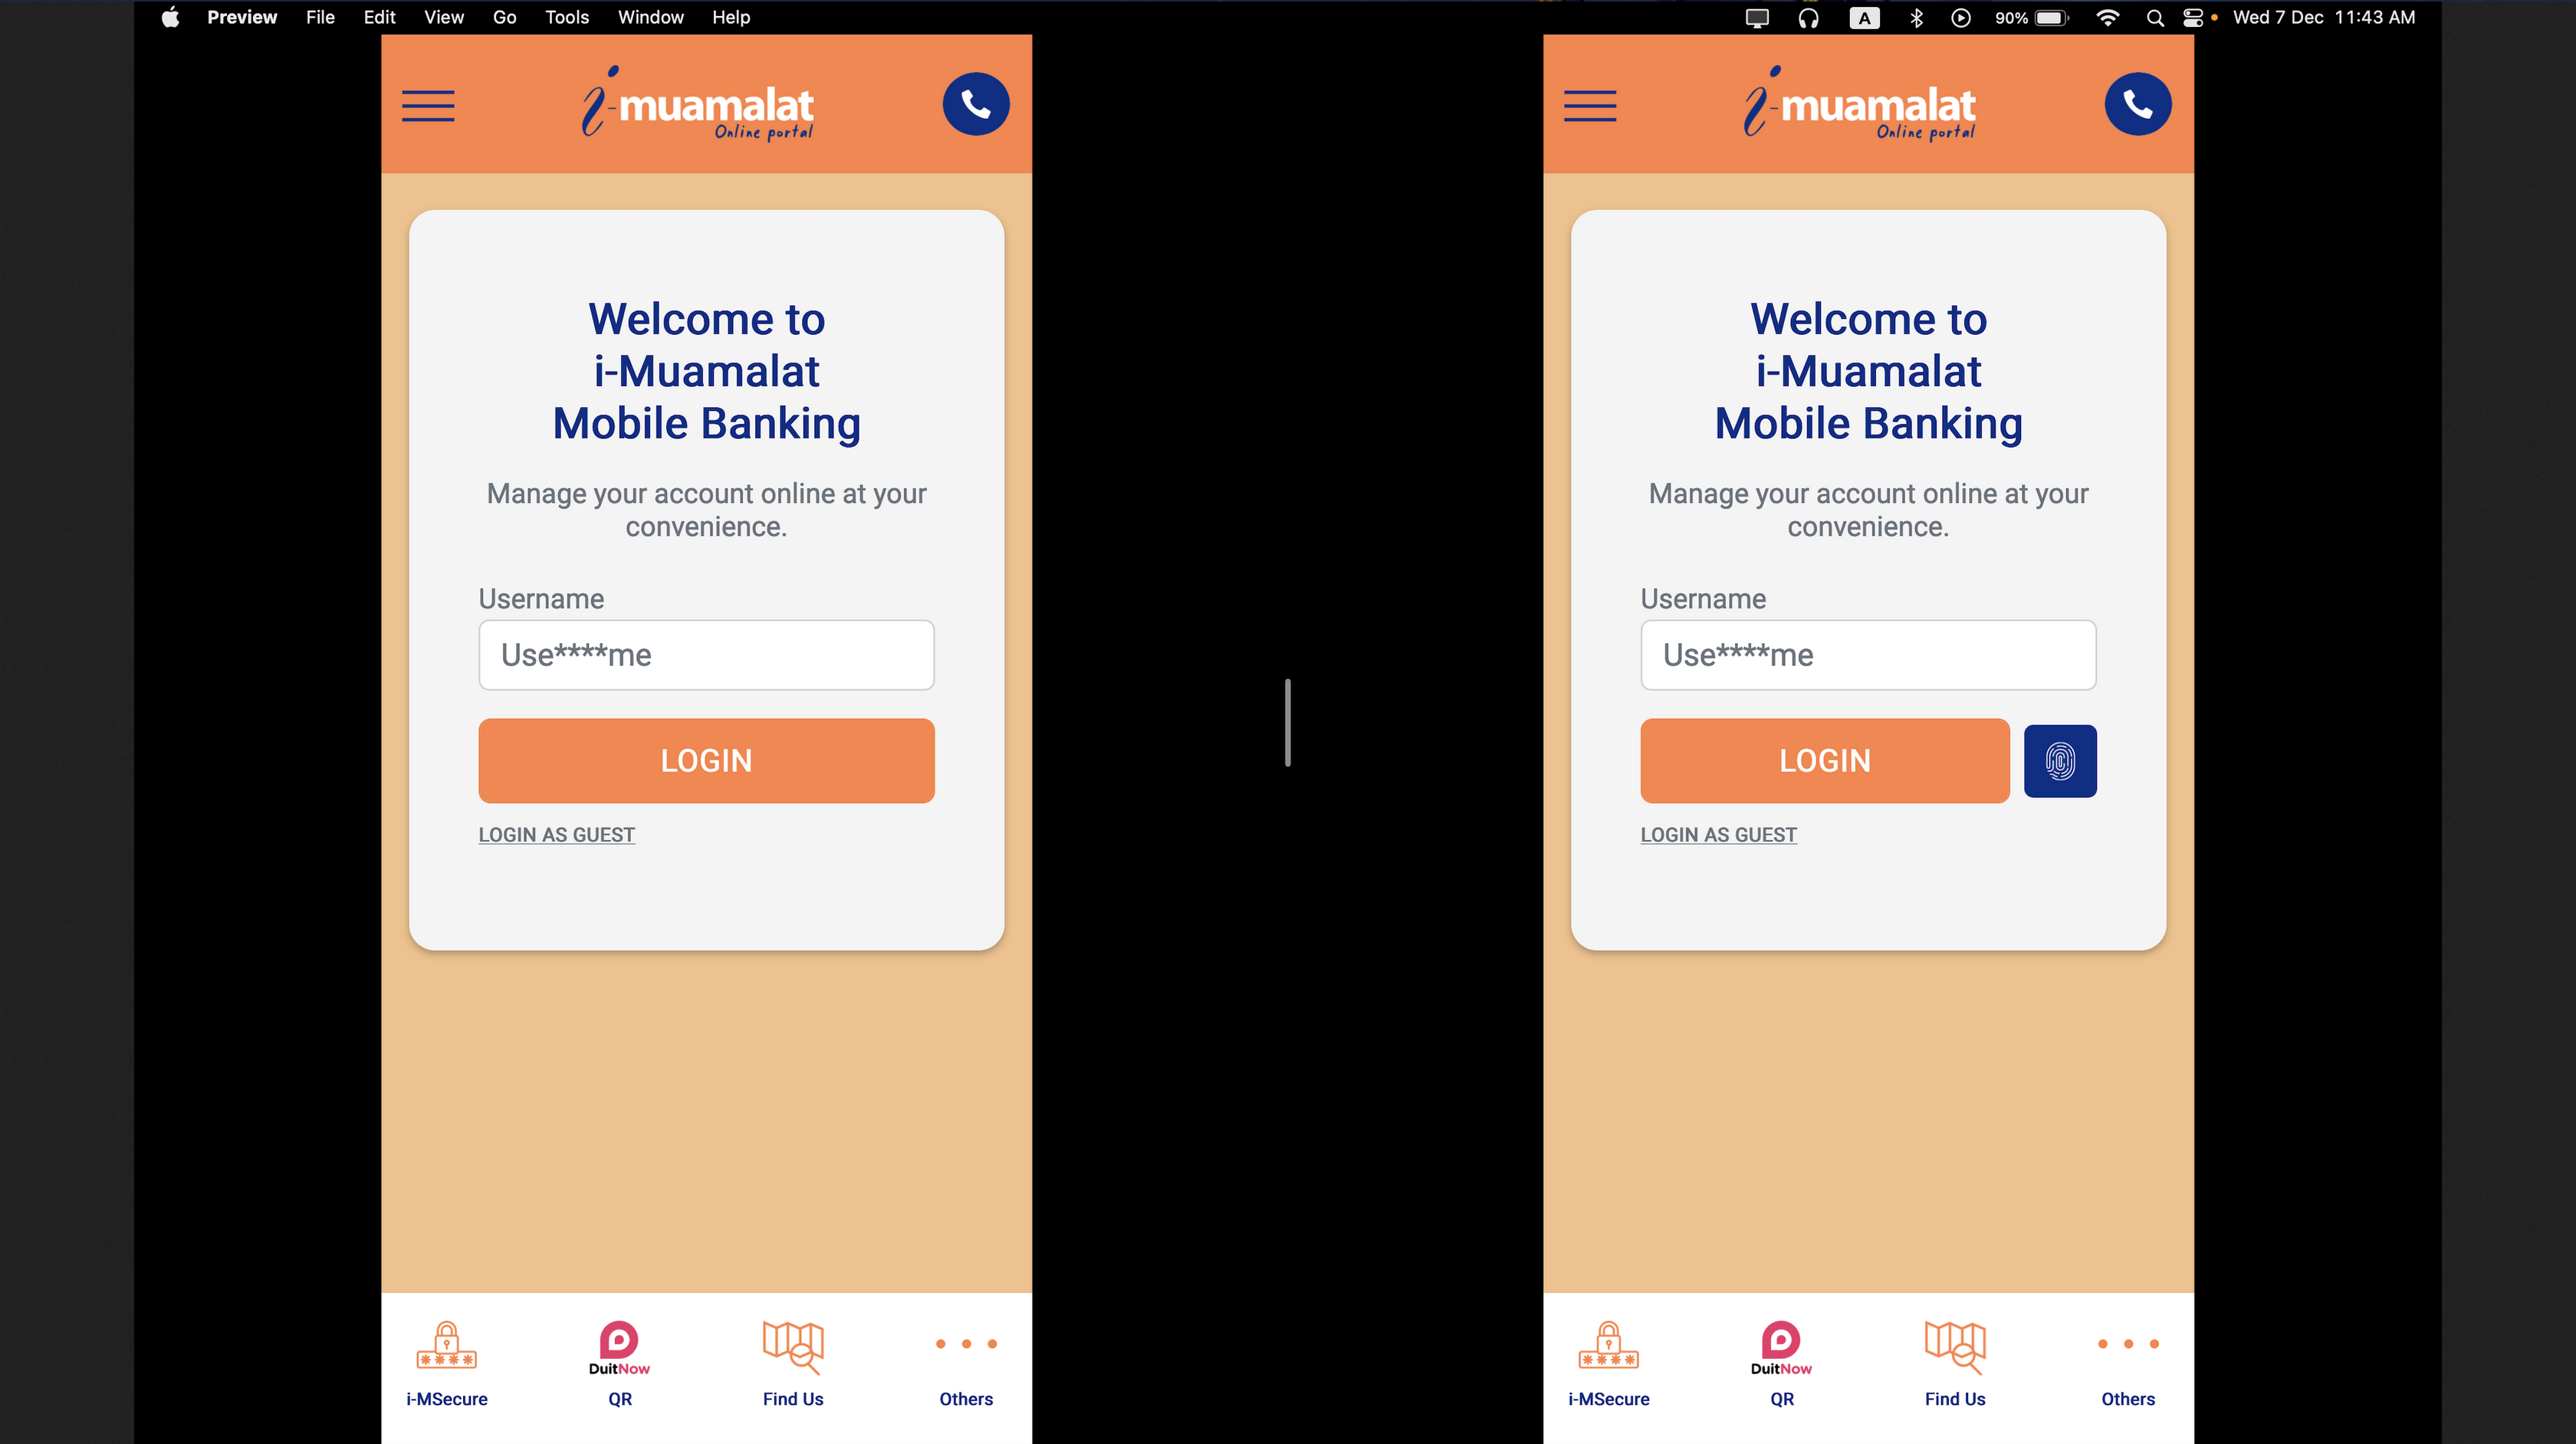 Preview File Edit View Go Tools Window Help A 90% Wed 7 Dec 11:43 AM
i-muamalat
Online portal
Welcome to
i-Muamalat
Mobile Banking
Manage your account online at your
convenience.
Username
Use****me
LOGIN
LOGIN AS GUEST
DuitNow
i-MSecure QR Find Us Others
i-muamalat
Online portal
Welcome to
i-Muamalat
Mobile Banking
Manage your account online at your
convenience.
Username
Use****me
LOGIN
LOGIN AS GUEST
DuitNow
i-MSecure QR Find Us Others